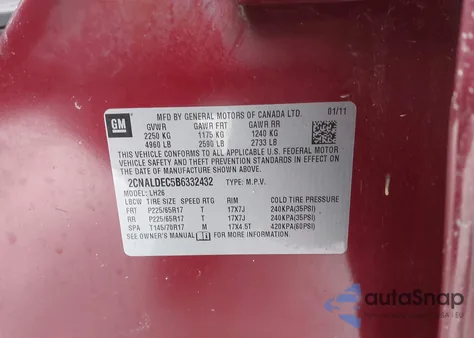 GM
MFD BY GENERAL MOTORS OF CANADA LTD. 01/11
GVWR GAWR FRT GAWR RR
2250 KG 1175 KG 1240 KG
4960 LB 2590 LB 2733 LB
THIS VEHICLE CONFORMS TO ALL APPLICABLE U.S. FEDERAL MOTOR
VEHICLE SAFETY AND THEFT PREVENTION STANDARDS IN
EFFECT ON THE DATE OF MANUFACTURE SHOWN ABOVE.
2CNALDEC5B6332432 TYPE: M.P.V.
MODEL: LH26
LBCW TIRE SIZE SPEED RTG RIM COLD TIRE PRESSURE
FRT P225/65R17 T 17X7J 240KPA(35PSI)
RR P225/65R17 T 17X7J 240KPA(35PSI)
SPA T145/70R17 M 17X4.5T 420KPA(60PSI)
SEE OWNER'S MANUAL FOR MORE INFORMATION.
autoSnap